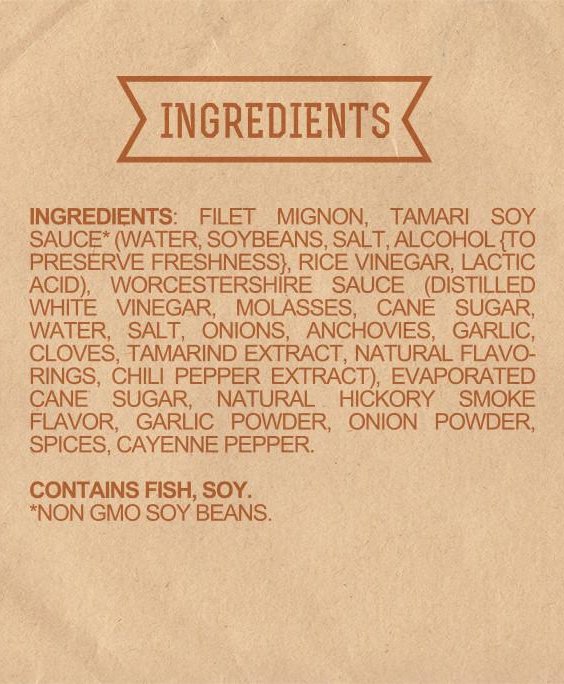 INGREDIENTS
INGREDIENTS: FILET MIGNON, TAMARI SOY
SAUCE* (WATER, SOYBEANS, SALT, ALCOHOL {TO
PRESERVE FRESHNESS}, RICE VINEGAR, LACTIC
ACID), WORCESTERSHIRE SAUCE (DISTILLED
WHITE VINEGAR, MOLASSES, CANE SUGAR,
WATER, SALT, ONIONS, ANCHOVIES, GARLIC,
CLOVES, TAMARIND EXTRACT, NATURAL FLAVO-
RINGS, CHILI PEPPER EXTRACT), EVAPORATED
CANE SUGAR, NATURAL HICKORY SMOKE
FLAVOR, GARLIC POWDER, ONION POWDER,
SPICES, CAYENNE PEPPER.
CONTAINS FISH, SOY.
*NON GMO SOY BEANS.